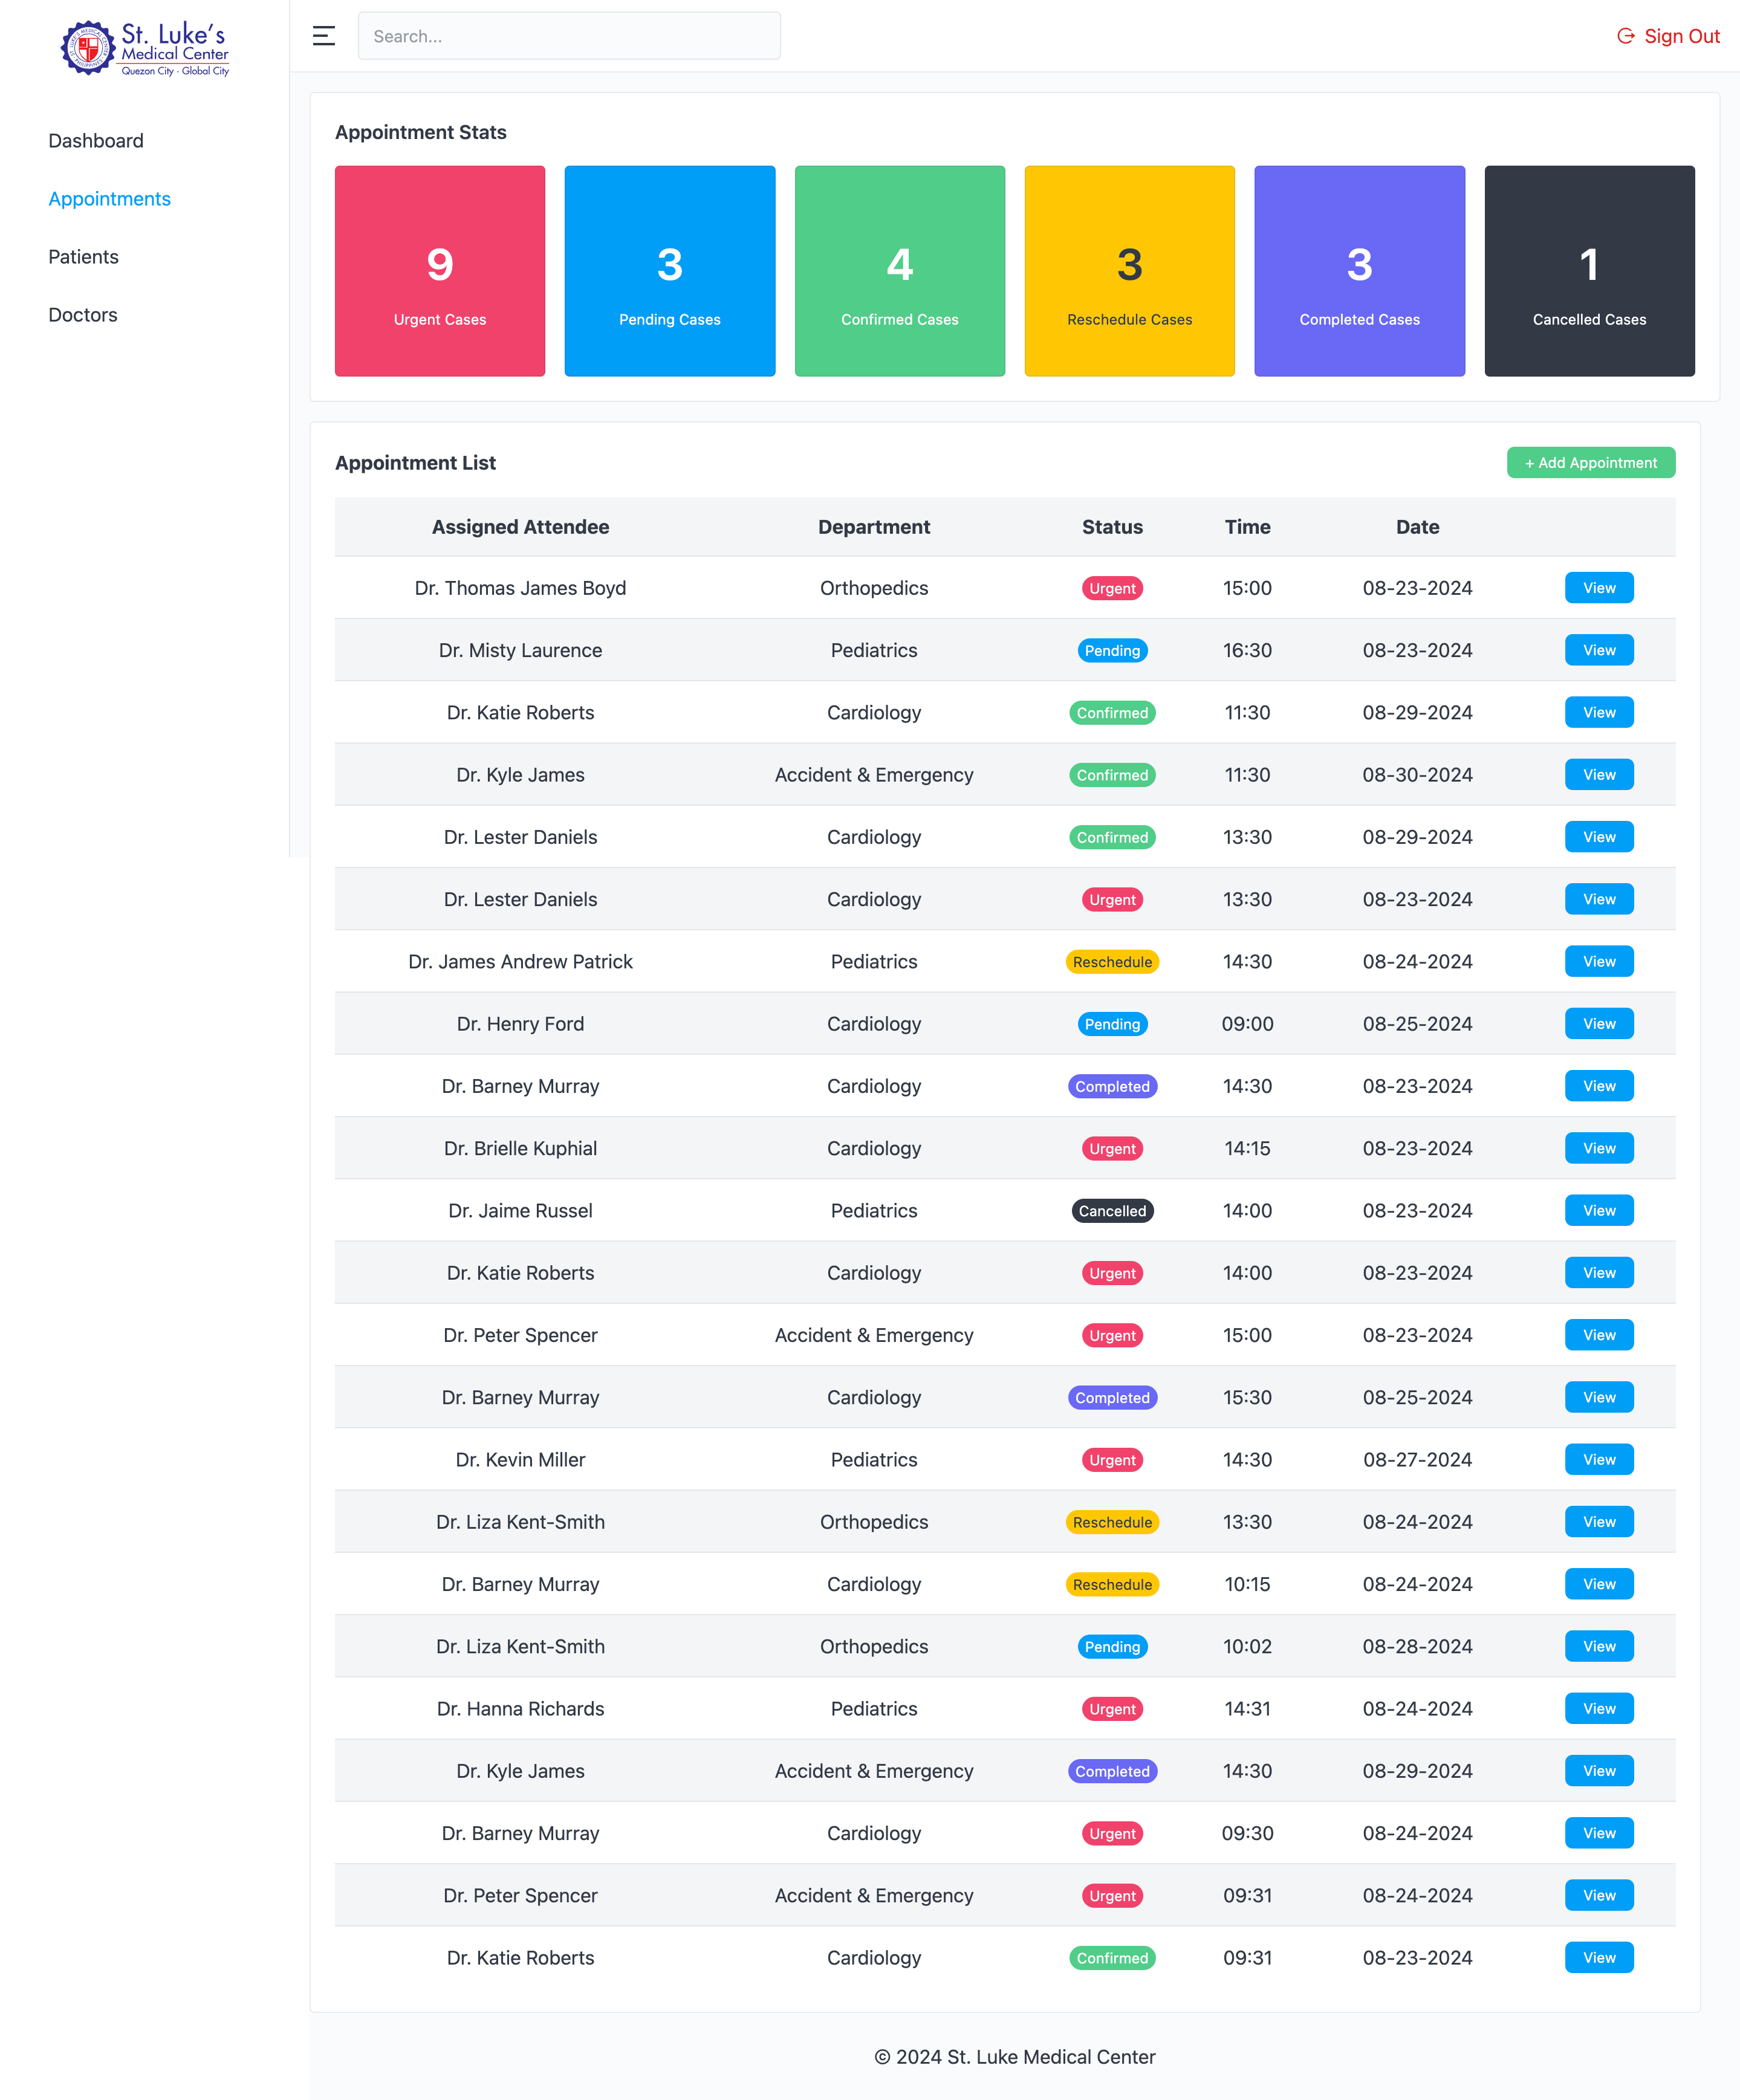 St. Luke's
Medical Center
Quezon City · Global City
Search...
Sign Out
Dashboard
Appointments
Patients
Doctors
Appointment Stats
9
Urgent Cases
3
Pending Cases
4
Confirmed Cases
3
Reschedule Cases
3
Completed Cases
1
Cancelled Cases
Appointment List
+ Add Appointment
Assigned Attendee Department Status Time Date
Dr. Thomas James Boyd Orthopedics Urgent 15:00 08-23-2024 View
Dr. Misty Laurence Pediatrics Pending 16:30 08-23-2024 View
Dr. Katie Roberts Cardiology Confirmed 11:30 08-29-2024 View
Dr. Kyle James Accident & Emergency Confirmed 11:30 08-30-2024 View
Dr. Lester Daniels Cardiology Confirmed 13:30 08-29-2024 View
Dr. Lester Daniels Cardiology Urgent 13:30 08-23-2024 View
Dr. James Andrew Patrick Pediatrics Reschedule 14:30 08-24-2024 View
Dr. Henry Ford Cardiology Pending 09:00 08-25-2024 View
Dr. Barney Murray Cardiology Completed 14:30 08-23-2024 View
Dr. Brielle Kuphial Cardiology Urgent 14:15 08-23-2024 View
Dr. Jaime Russel Pediatrics Cancelled 14:00 08-23-2024 View
Dr. Katie Roberts Cardiology Urgent 14:00 08-23-2024 View
Dr. Peter Spencer Accident & Emergency Urgent 15:00 08-23-2024 View
Dr. Barney Murray Cardiology Completed 15:30 08-25-2024 View
Dr. Kevin Miller Pediatrics Urgent 14:30 08-27-2024 View
Dr. Liza Kent-Smith Orthopedics Reschedule 13:30 08-24-2024 View
Dr. Barney Murray Cardiology Reschedule 10:15 08-24-2024 View
Dr. Liza Kent-Smith Orthopedics Pending 10:02 08-28-2024 View
Dr. Hanna Richards Pediatrics Urgent 14:31 08-24-2024 View
Dr. Kyle James Accident & Emergency Completed 14:30 08-29-2024 View
Dr. Barney Murray Cardiology Urgent 09:30 08-24-2024 View
Dr. Peter Spencer Accident & Emergency Urgent 09:31 08-24-2024 View
Dr. Katie Roberts Cardiology Confirmed 09:31 08-23-2024 View
© 2024 St. Luke Medical Center